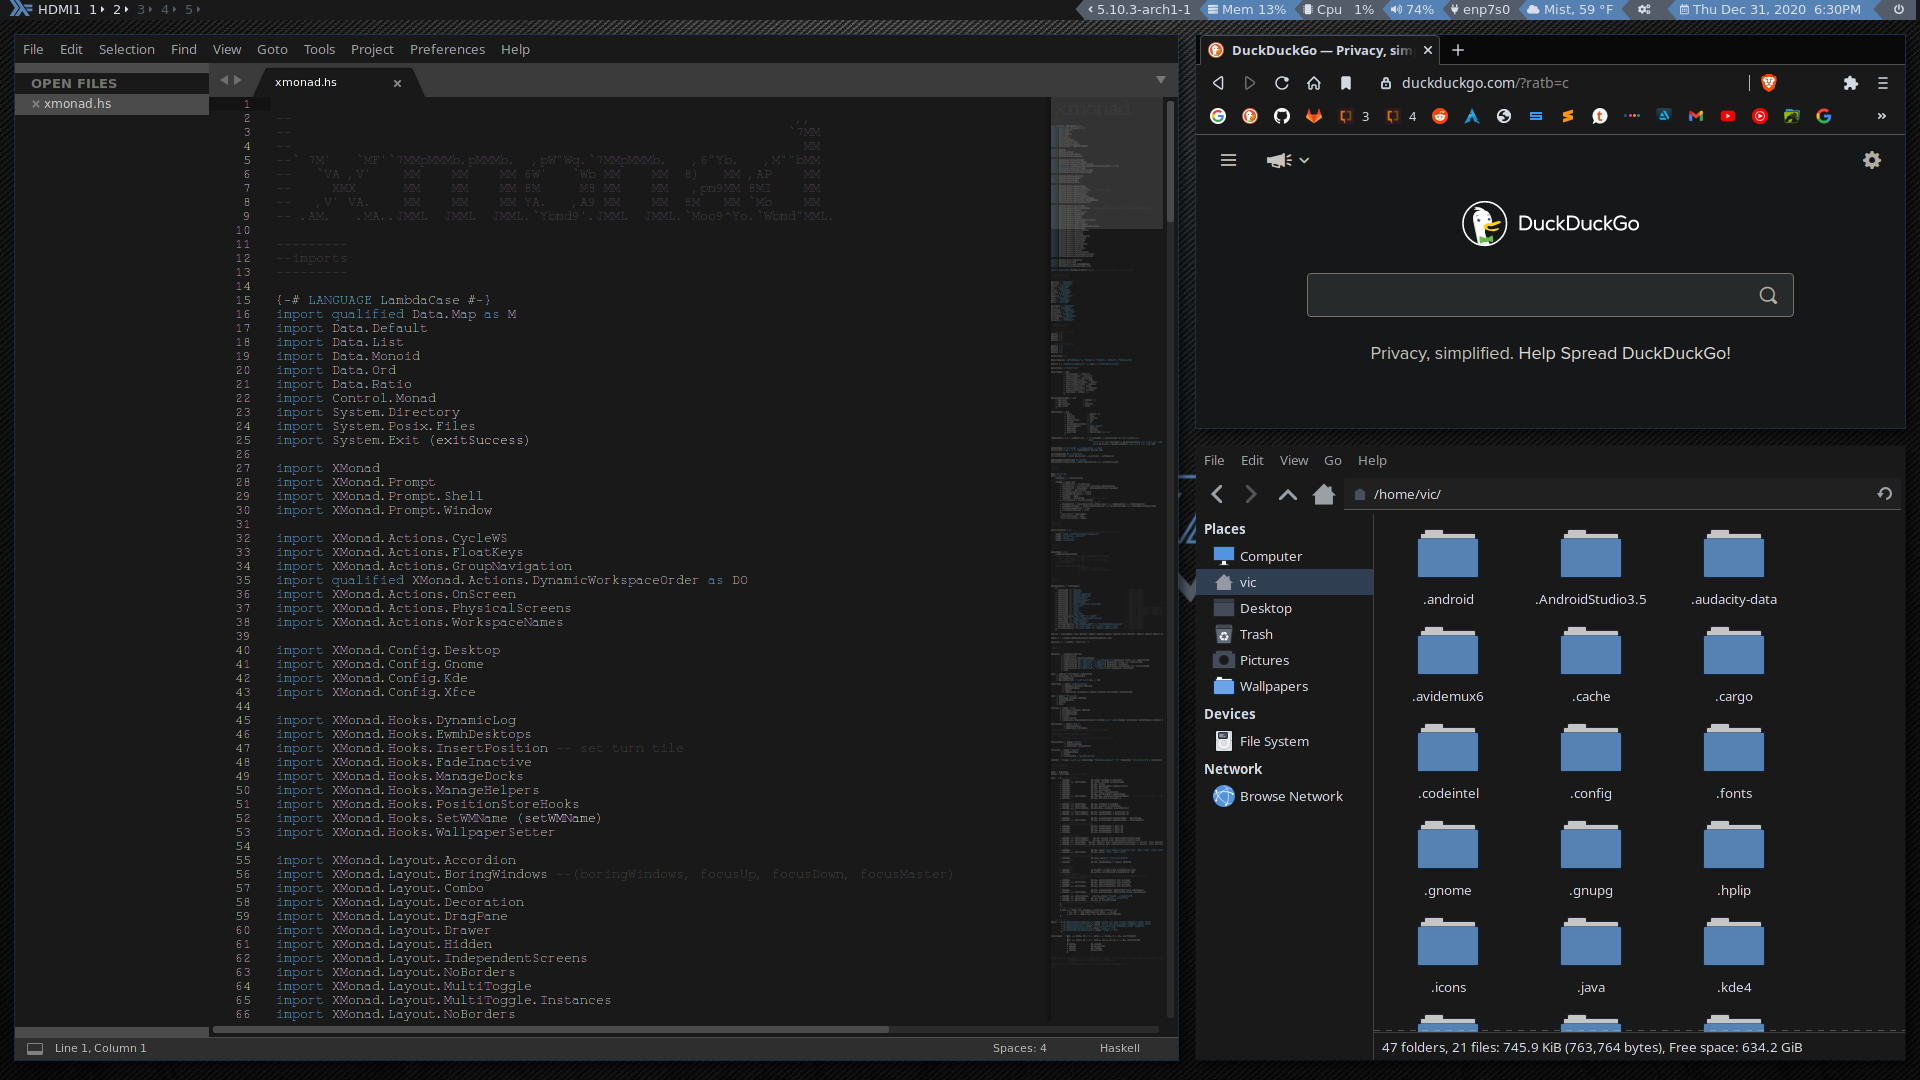 HDMI1 1 2 3 4 5
5.10.3-arch1-1 Mem 13% Cpu 1% 74% enp7s0 Mist, 59 °F Thu Dec 31, 2020 6:30PM
File Edit Selection Find View Goto Tools Project Preferences Help
OPEN FILES
xmonad.hs
xmonad.hs
1
2 --
3 --
4 --
5 --
6 --
7 --
8 --
9 --
10
11 ---------
12 --imports
13 ---------
14
15 {-# LANGUAGE LambdaCase #-}
16 import qualified Data.Map as M
17 import Data.Default
18 import Data.List
19 import Data.Monoid
20 import Data.Ord
21 import Data.Ratio
22 import Control.Monad
23 import System.Directory
24 import System.Posix.Files
25 import System.Exit (exitSuccess)
26
27 import XMonad
28 import XMonad.Prompt
29 import XMonad.Prompt.Shell
30 import XMonad.Prompt.Window
31
32 import XMonad.Actions.CycleWS
33 import XMonad.Actions.FloatKeys
34 import XMonad.Actions.GroupNavigation
35 import qualified XMonad.Actions.DynamicWorkspaceOrder as DO
36 import XMonad.Actions.OnScreen
37 import XMonad.Actions.PhysicalScreens
38 import XMonad.Actions.WorkspaceNames
39
40 import XMonad.Config.Desktop
41 import XMonad.Config.Gnome
42 import XMonad.Config.Kde
43 import XMonad.Config.Xfce
44
45 import XMonad.Hooks.DynamicLog
46 import XMonad.Hooks.EwmhDesktops
47 import XMonad.Hooks.InsertPosition -- set turn tile
48 import XMonad.Hooks.FadeInactive
49 import XMonad.Hooks.ManageDocks
50 import XMonad.Hooks.ManageHelpers
51 import XMonad.Hooks.PositionStoreHooks
52 import XMonad.Hooks.SetWMName (setWMName)
53 import XMonad.Hooks.WallpaperSetter
54
55 import XMonad.Layout.Accordion
56 import XMonad.Layout.BoringWindows --(boringWindows, focusUp, focusDown, focusMaster)
57 import XMonad.Layout.Combo
58 import XMonad.Layout.Decoration
59 import XMonad.Layout.DragPane
60 import XMonad.Layout.Drawer
61 import XMonad.Layout.Hidden
62 import XMonad.Layout.IndependentScreens
63 import XMonad.Layout.NoBorders
64 import XMonad.Layout.MultiToggle
65 import XMonad.Layout.MultiToggle.Instances
66 import XMonad.Layout.NoBorders
Line 1, Column 1 Spaces: 4 Haskell
DuckDuckGo — Privacy, sim
duckduckgo.com/?ratb=c
3 4
DuckDuckGo
Privacy, simplified. Help Spread DuckDuckGo!
File Edit View Go Help
/home/vic/
Places
Computer
vic
Desktop
Trash
Pictures
Wallpapers
Devices
File System
Network
Browse Network
.android .AndroidStudio3.5 .audacity-data
.avidemux6 .cache .cargo
.codeintel .config .fonts
.gnome .gnupg .hplip
.icons .java .kde4
47 folders, 21 files: 745.9 KiB (763,764 bytes), Free space: 634.2 GiB